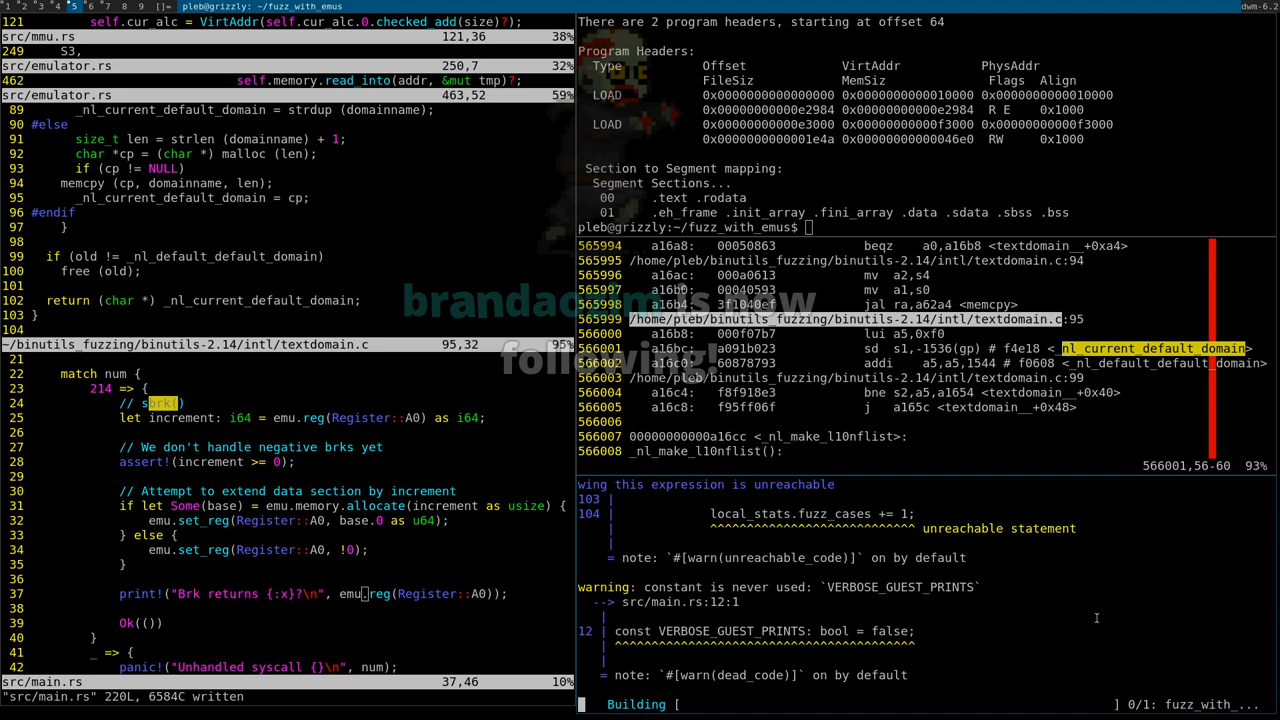 *1 *2 *3 *4 *5 *6 *7 *8 *9 []= pleb@grizzly: ~/fuzz_with_emus dwm-6.2
121 self.cur_alc = VirtAddr(self.cur_alc.0.checked_add(size)?);
src/mmu.rs 121,36 38%
249 S3,
src/emulator.rs 250,7 32%
462 self.memory.read_into(addr, &mut tmp)?;
src/emulator.rs 463,52 59%
89 _nl_current_default_domain = strdup (domainname);
90 #else
91 size_t len = strlen (domainname) + 1;
92 char *cp = (char *) malloc (len);
93 if (cp != NULL)
94 memcpy (cp, domainname, len);
95 _nl_current_default_domain = cp;
96 #endif
97 }
98
99 if (old != _nl_default_default_domain)
100 free (old);
101
102 return (char *) _nl_current_default_domain;
103 }
104
~/binutils_fuzzing/binutils-2.14/intl/textdomain.c 95,32 95%
21
22 match num {
23 214 => {
24 // sbrk()
25 let increment: i64 = emu.reg(Register::A0) as i64;
26
27 // We don't handle negative brks yet
28 assert!(increment >= 0);
29
30 // Attempt to extend data section by increment
31 if let Some(base) = emu.memory.allocate(increment as usize) {
32 emu.set_reg(Register::A0, base.0 as u64);
33 } else {
34 emu.set_reg(Register::A0, !0);
35 }
36
37 print!("Brk returns {:x}?\n", emu.reg(Register::A0));
38
39 Ok(())
40 }
41 _ => {
42 panic!("Unhandled syscall {}\n", num);
src/main.rs 37,46 10%
"src/main.rs" 220L, 6584C written
There are 2 program headers, starting at offset 64
Program Headers:
Type Offset VirtAddr PhysAddr
FileSiz MemSiz Flags Align
LOAD 0x0000000000000000 0x0000000000010000 0x0000000000010000
0x00000000000e2984 0x00000000000e2984 R E 0x1000
LOAD 0x00000000000e3000 0x00000000000f3000 0x00000000000f3000
0x0000000000001e4a 0x00000000000046e0 RW 0x1000
Section to Segment mapping:
Segment Sections...
00 .text .rodata
01 .eh_frame .init_array .fini_array .data .sdata .sbss .bss
pleb@grizzly:~/fuzz_with_emus$
565994 a16a8: 00050863 beqz a0,a16b8 <textdomain__+0xa4>
565995 /home/pleb/binutils_fuzzing/binutils-2.14/intl/textdomain.c:94
565996 a16ac: 000a0613 mv a2,s4
565997 a16b0: 00040593 mv a1,s0
565998 a16b4: 3f1040ef jal ra,a62a4 <memcpy>
565999 /home/pleb/binutils_fuzzing/binutils-2.14/intl/textdomain.c:95
566000 a16b8: 000f07b7 lui a5,0xf0
566001 a16bc: a091b023 sd s1,-1536(gp) # f4e18 <_nl_current_default_domain>
566002 a16c0: 60878793 addi a5,a5,1544 # f0608 <_nl_default_default_domain>
566003 /home/pleb/binutils_fuzzing/binutils-2.14/intl/textdomain.c:99
566004 a16c4: f8f918e3 bne s2,a5,a1654 <textdomain__+0x40>
566005 a16c8: f95ff06f j a165c <textdomain__+0x48>
566006
566007 00000000000a16cc <_nl_make_l10nflist>:
566008 _nl_make_l10nflist():
566001,56-60 93%
wing this expression is unreachable
103 |
104 | local_stats.fuzz_cases += 1;
| ^^^^^^^^^^^^^^^^^^^^^^^^^^^^ unreachable statement
|
= note: `#[warn(unreachable_code)]` on by default
warning: constant is never used: `VERBOSE_GUEST_PRINTS`
--> src/main.rs:12:1
|
12 | const VERBOSE_GUEST_PRINTS: bool = false;
| ^^^^^^^^^^^^^^^^^^^^^^^^^^^^^^^^^^^^^^^^^
|
= note: `#[warn(dead_code)]` on by default
Building [ ] 0/1: fuzz_with_...
brandaozim is now
following!